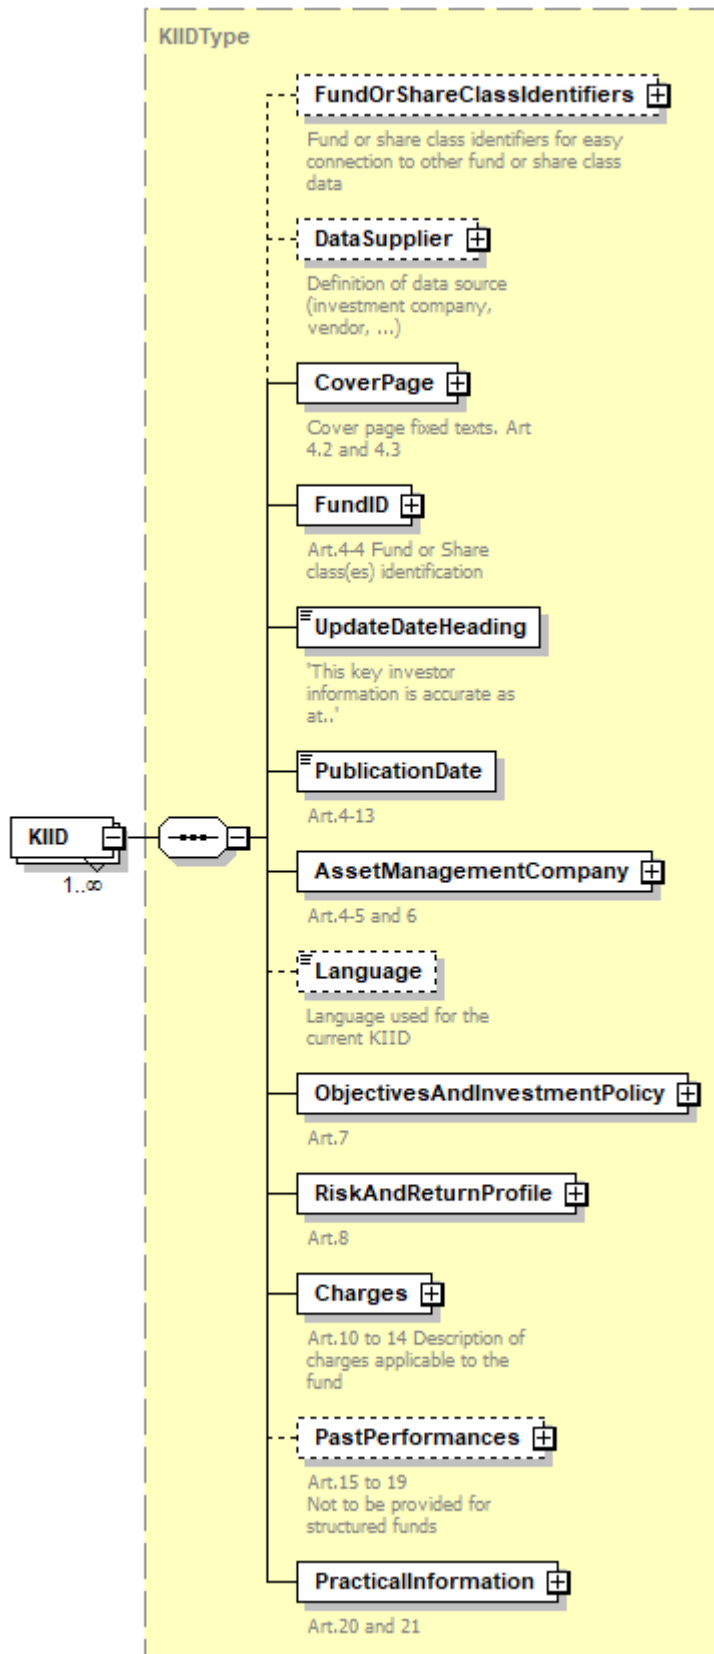 KIIDType
FundOrShareClassIdentifiers
Fund or share class identifiers for easy
connection to other fund or share class
data
DataSupplier
Definition of data source
(investment company,
vendor, ...)
CoverPage
Cover page fixed texts. Art
4.2 and 4.3
FundID
Art.4-4 Fund or Share
class(es) identification
UpdateDateHeading
'This key investor
information is accurate as
at..'
PublicationDate
Art.4-13
KIID
1..∞
AssetManagementCompany
Art.4-5 and 6
Language
Language used for the
current KIID
ObjectivesAndInvestmentPolicy
Art.7
RiskAndReturnProfile
Art.8
Charges
Art.10 to 14 Description of
charges applicable to the
fund
PastPerformances
Art.15 to 19
Not to be provided for
structured funds
PracticalInformation
Art.20 and 21